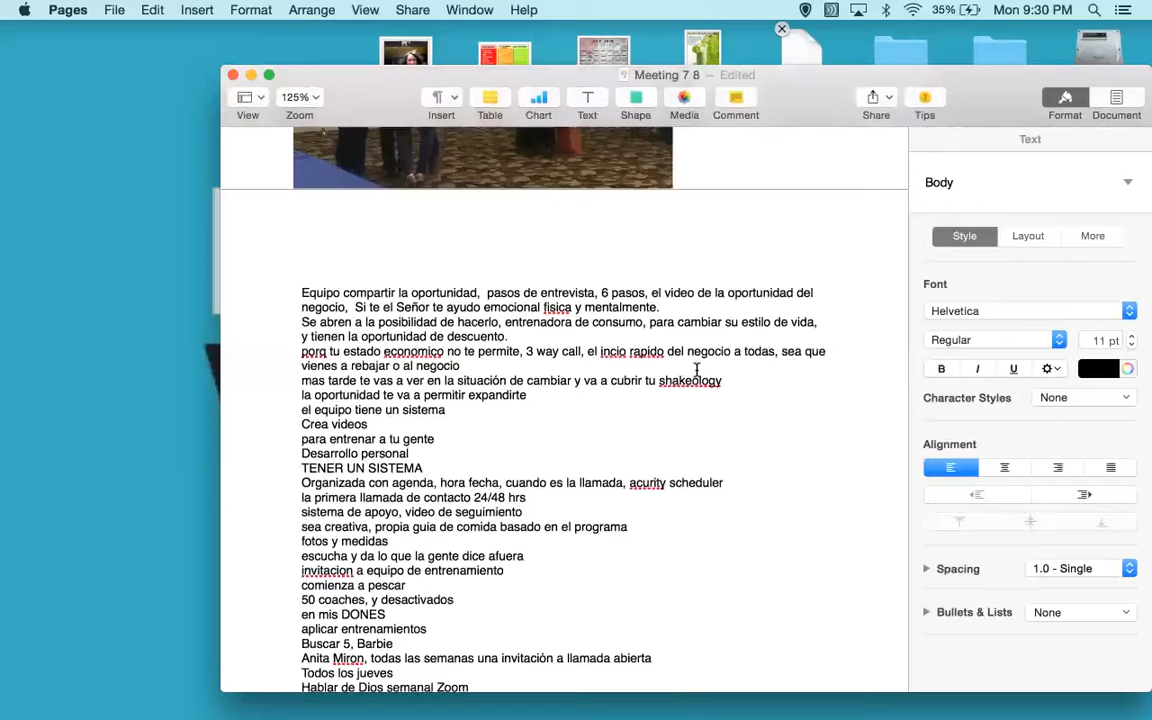 Pages File Edit Insert Format Arrange View Share Window Help 35% Mon 9:30 PM
Meeting 7 8 — Edited
125%
View Zoom Insert Table Chart Text Shape Media Comment Share Tips Format Document
Equipo compartir la oportunidad,  pasos de entrevista, 6 pasos, el video de la oportunidad del
negocio,  Si te el Señor te ayudo emocional fisica y mentalmente.
Se abren a la posibilidad de hacerlo, entrenadora de consumo, para cambiar su estilo de vida,
y tienen la oportunidad de descuento.
porq tu estado economico no te permite, 3 way call, el incio rapido del negocio a todas, sea que
vienes a rebajar o al negocio
mas tarde te vas a ver en la situación de cambiar y va a cubrir tu shakeology
la oportunidad te va a permitir expandirte
el equipo tiene un sistema
Crea videos
para entrenar a tu gente
Desarrollo personal
TENER UN SISTEMA
Organizada con agenda, hora fecha, cuando es la llamada, acurity scheduler
la primera llamada de contacto 24/48 hrs
sistema de apoyo, video de seguimiento
sea creativa, propia guia de comida basado en el programa
fotos y medidas
escucha y da lo que la gente dice afuera
invitacion a equipo de entrenamiento
comienza a pescar
50 coaches, y desactivados
en mis DONES
aplicar entrenamientos
Buscar 5, Barbie
Anita Miron, todas las semanas una invitación a llamada abierta
Todos los jueves
Hablar de Dios semanal Zoom
Text
Body
Style Layout More
Font
Helvetica
Regular 11 pt
B I U
Character Styles None
Alignment
Spacing 1.0 - Single
Bullets & Lists None